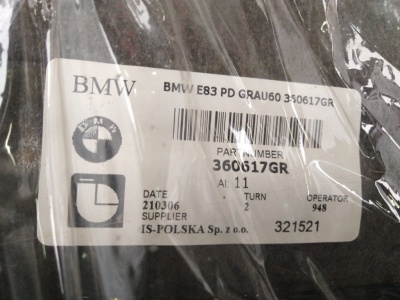 BMW
BMW E83 PD GRAU60 360617GR
PART NUMBER
360617GR
AI: 11
DATE
TURN
OPERATOR
210306
2
948
SUPPLIER
IS-POLSKA Sp. z o.o.
321521